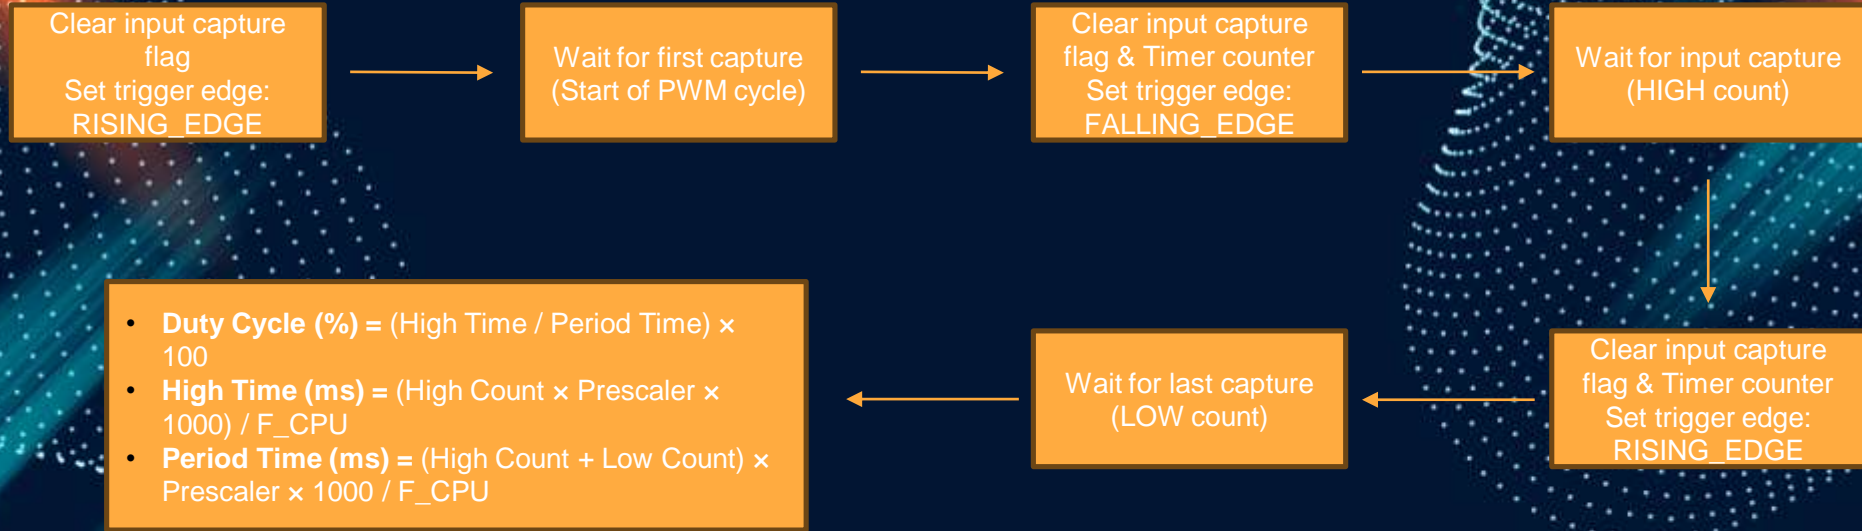 Clear input capture
flag
Set trigger edge:
RISING_EDGE
Wait for first capture
(Start of PWM cycle)
Clear input capture
flag & Timer counter
Set trigger edge:
FALLING_EDGE
Wait for input capture
(HIGH count)
Clear input capture
flag & Timer counter
Set trigger edge:
RISING_EDGE
Wait for last capture
(LOW count)
• Duty Cycle (%) = (High Time / Period Time) ×
100
• High Time (ms) = (High Count × Prescaler ×
1000) / F_CPU
• Period Time (ms) = (High Count + Low Count) ×
Prescaler × 1000 / F_CPU